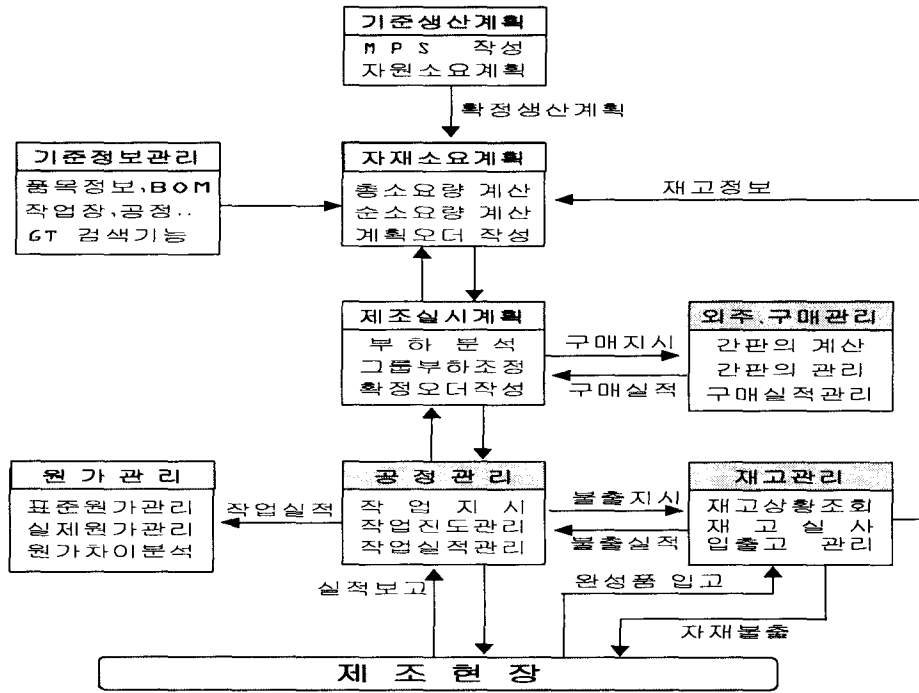 기준생산계획
M P S 작성
자원소요계획
확정생산계획
기준정보관리
품목정보,BOM
작업장,공정..
GT 검색기능
자재소요계획
총소요량 계산
순소요량 계산
계획오더 작성
재고정보
제조실시계획
부 하 분 석
그룹부하조정
확정오더작성
구매지시
구매실적
외주.구매관리
간판의 계산
간판의 관리
구매실적관리
원 가 관 리
표준원가관리
실제원가관리
원가차이분석
작업실적
공 정 관 리
작 업 지 시
작업진도관리
작업실적관리
불출지시
불출실적
재고관리
재고상황조회
재 고 실 사
입출고 관리
실적보고
완성품 입고
자재불출
제 조 현 장